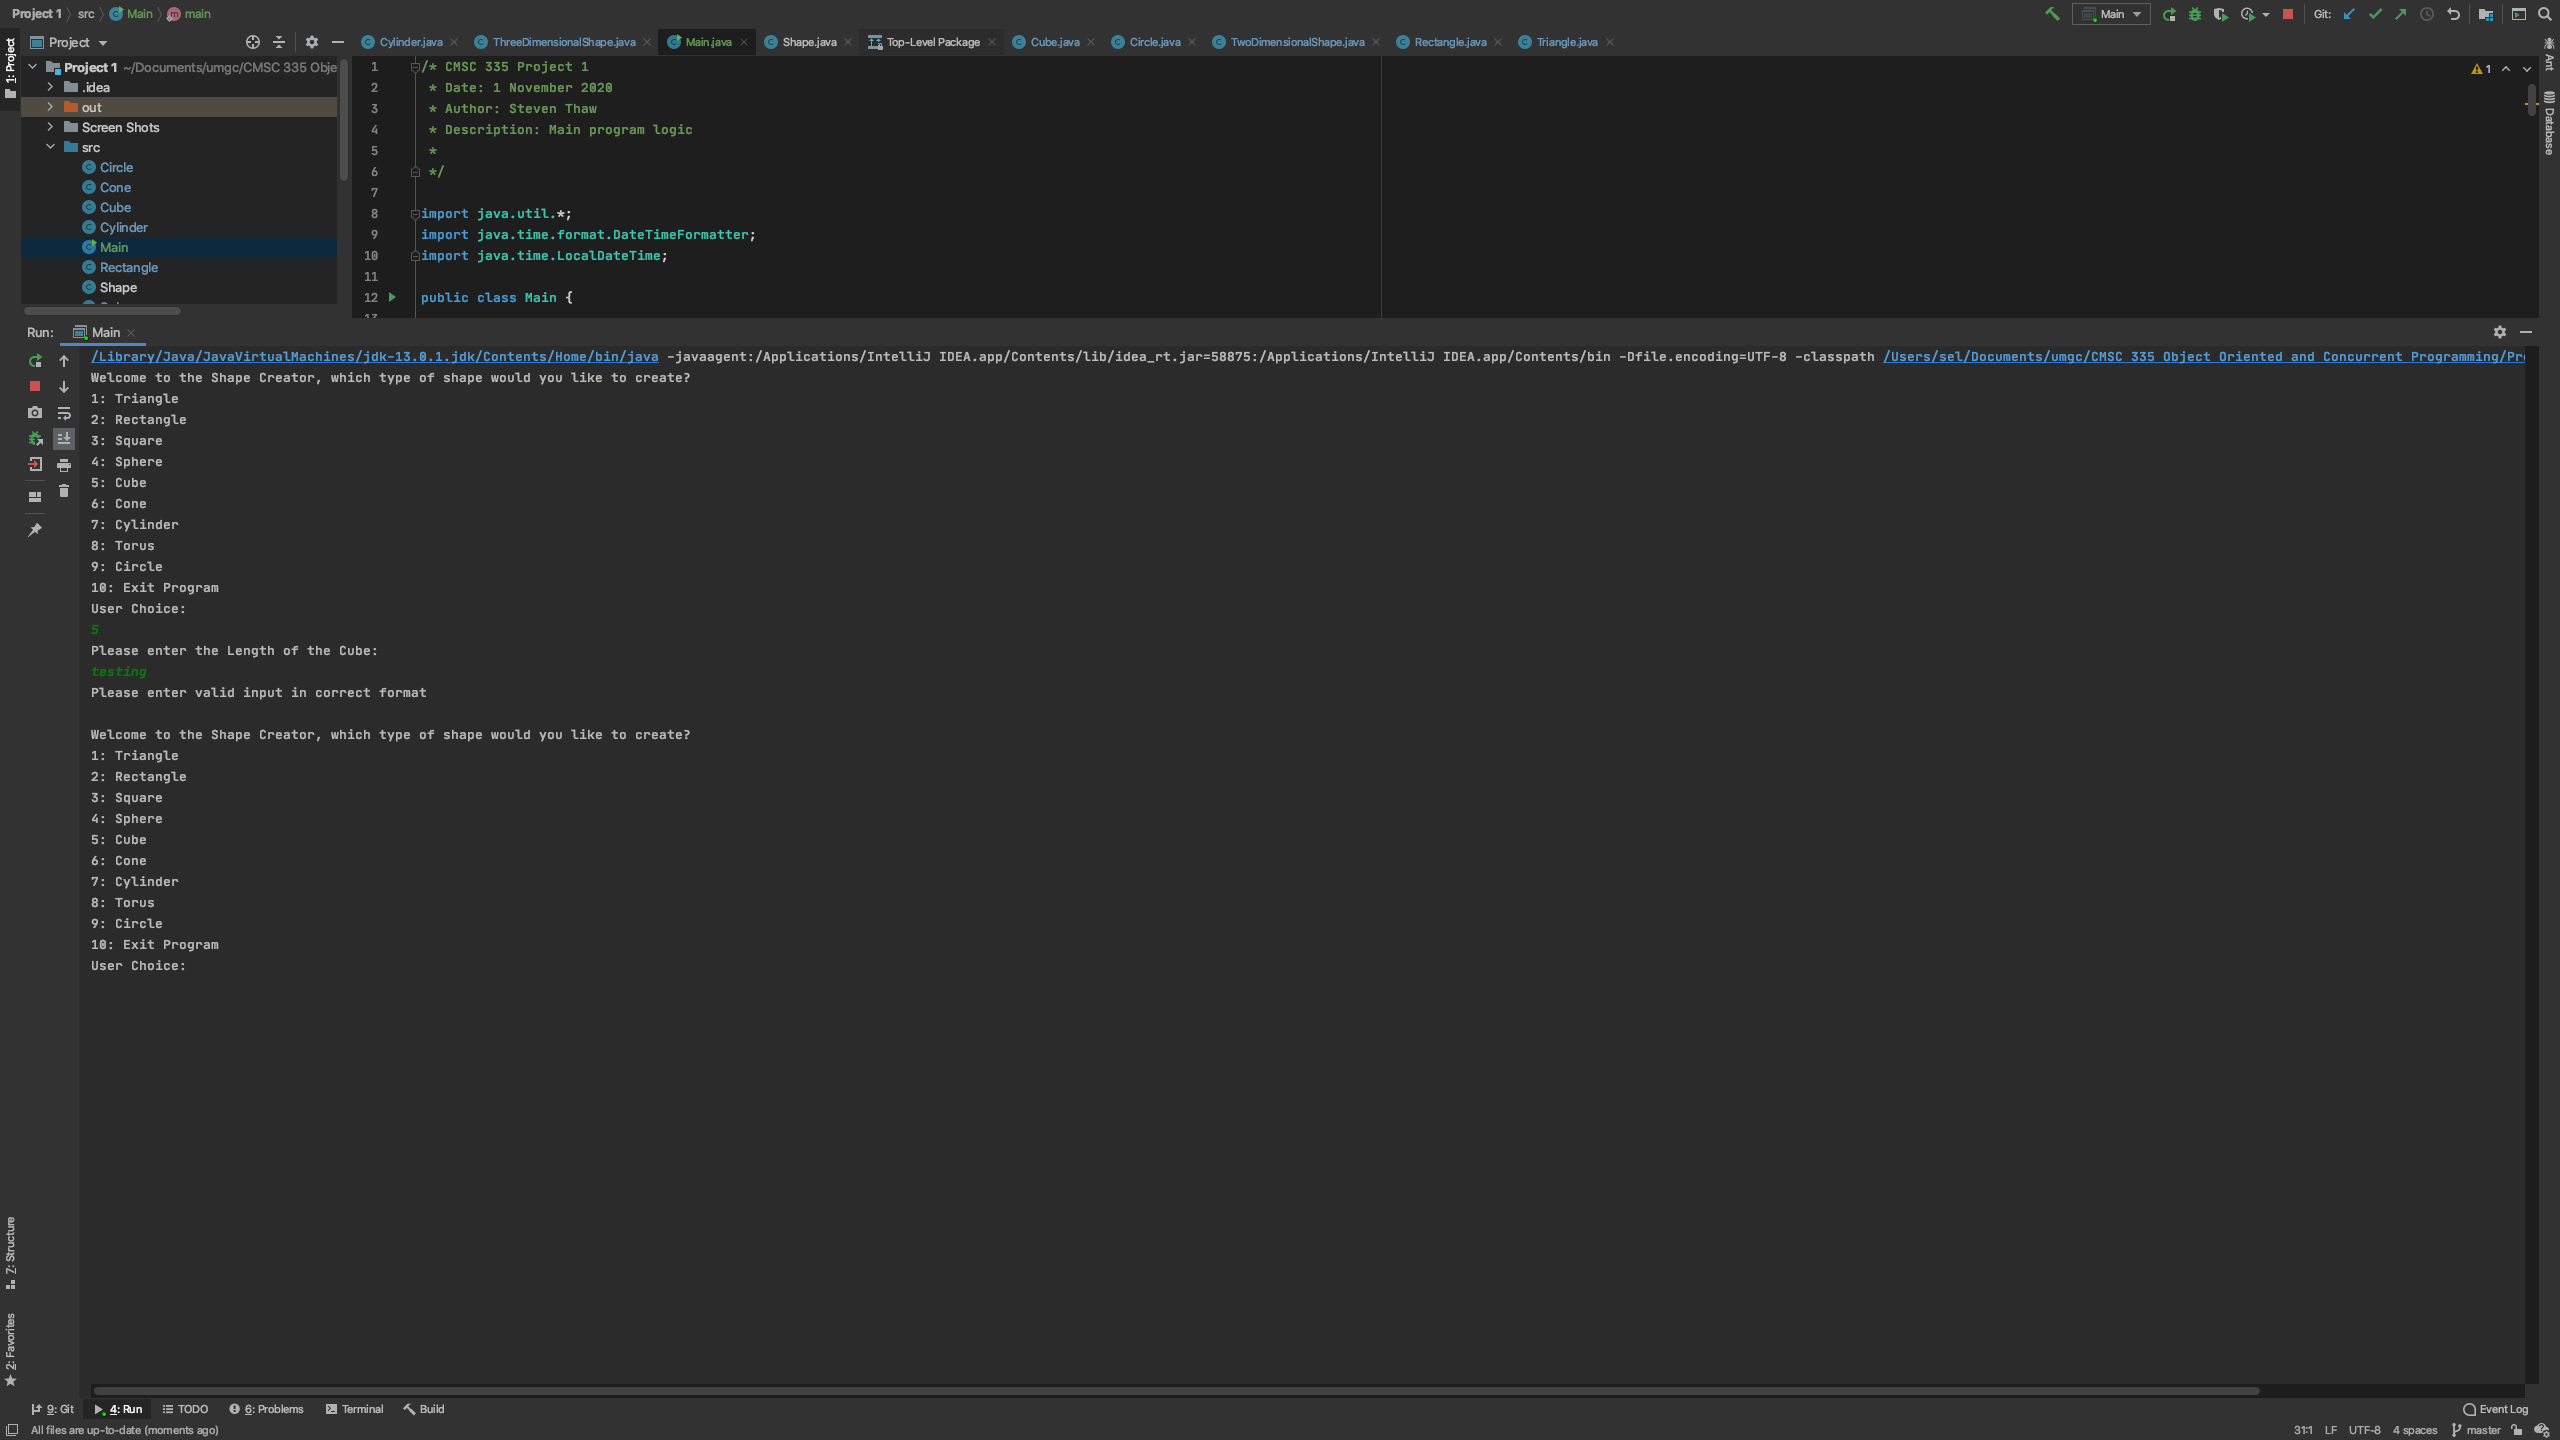 Project 1 src Main main
Main Git:
Project
Cylinder.java ThreeDimensionalShape.java Main.java Shape.java Top-Level Package Cube.java Circle.java TwoDimensionalShape.java Rectangle.java Triangle.java
1: Project
Project 1 ~/Documents/umgc/CMSC 335 Obje
.idea
out
Screen Shots
src
Circle
Cone
Cube
Cylinder
Main
Rectangle
Shape
1 /* CMSC 335 Project 1
2 * Date: 1 November 2020
3 * Author: Steven Thaw
4 * Description: Main program logic
5 *
6 */
7
8 import java.util.*;
9 import java.time.format.DateTimeFormatter;
10 import java.time.LocalDateTime;
11
12 public class Main {
1
Ant
Database
Run: Main
/Library/Java/JavaVirtualMachines/jdk-13.0.1.jdk/Contents/Home/bin/java -javaagent:/Applications/IntelliJ IDEA.app/Contents/lib/idea_rt.jar=58875:/Applications/IntelliJ IDEA.app/Contents/bin -Dfile.encoding=UTF-8 -classpath /Users/sel/Documents/umgc/CMSC 335 Object Oriented and Concurrent Programming/Pr
Welcome to the Shape Creator, which type of shape would you like to create?
1: Triangle
2: Rectangle
3: Square
4: Sphere
5: Cube
6: Cone
7: Cylinder
8: Torus
9: Circle
10: Exit Program
User Choice:
5
Please enter the Length of the Cube:
testing
Please enter valid input in correct format
Welcome to the Shape Creator, which type of shape would you like to create?
1: Triangle
2: Rectangle
3: Square
4: Sphere
5: Cube
6: Cone
7: Cylinder
8: Torus
9: Circle
10: Exit Program
User Choice:
7: Structure
2: Favorites
9: Git 4: Run TODO 6: Problems Terminal Build Event Log
All files are up-to-date (moments ago) 31:1 LF UTF-8 4 spaces master